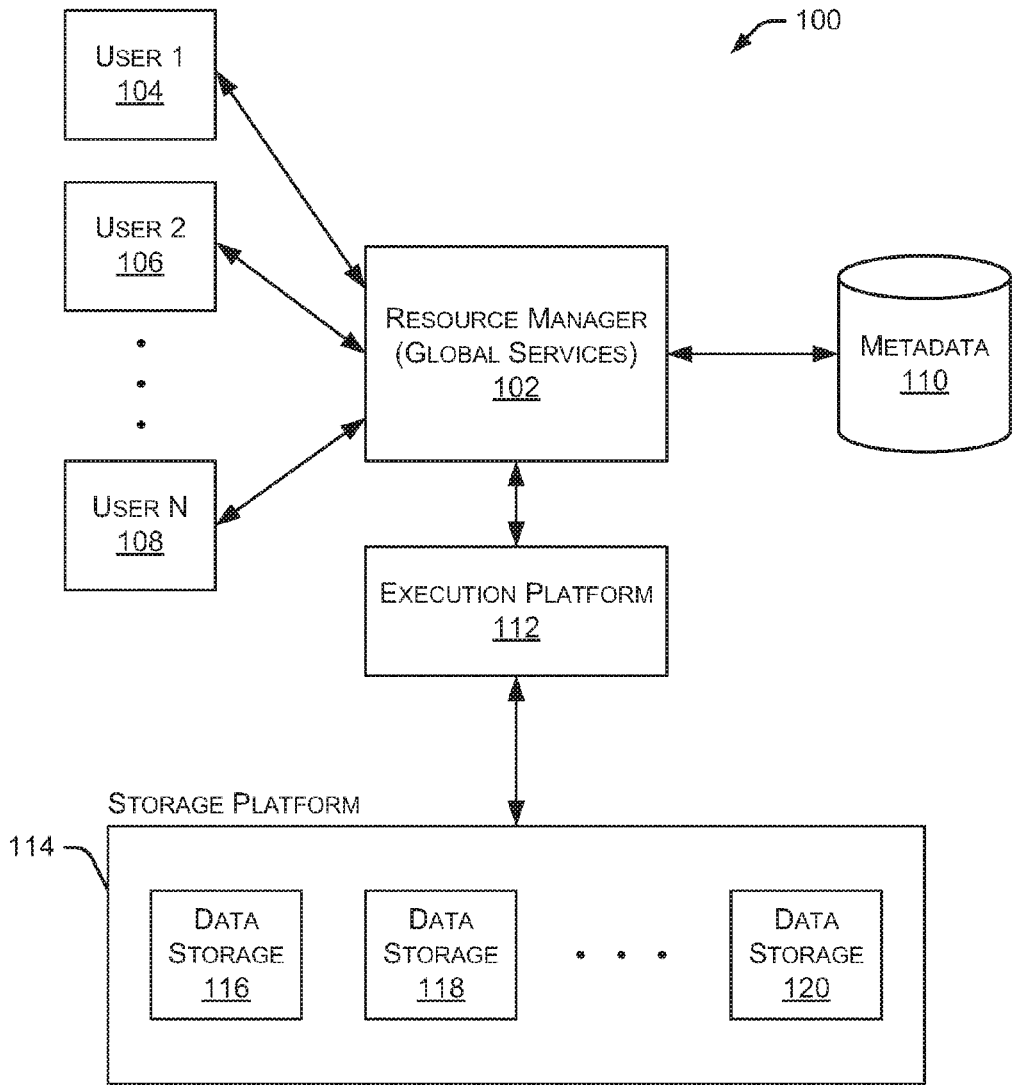 100
USER 1
104
USER 2
106
USER N
108
RESOURCE MANAGER
(GLOBAL SERVICES)
102
METADATA
110
EXECUTION PLATFORM
112
STORAGE PLATFORM
114
DATA
STORAGE
116
DATA
STORAGE
118
DATA
STORAGE
120